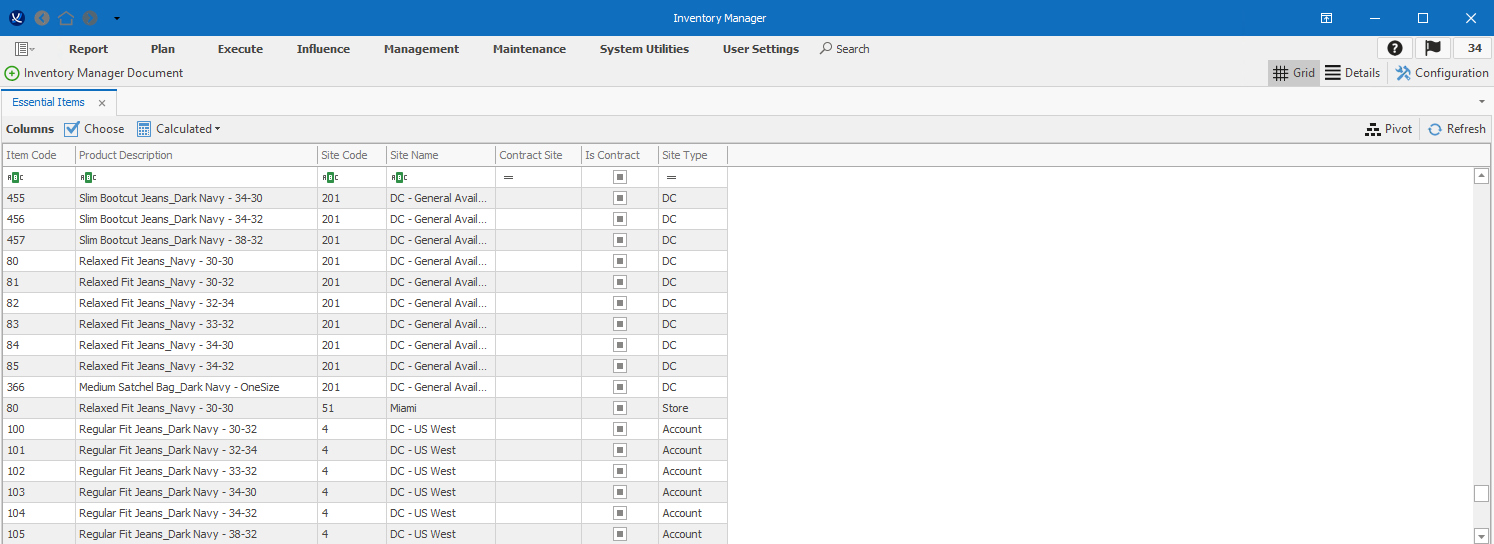 Inventory Manager
Report Plan Execute Influence Management Maintenance System Utilities User Settings Search ? 34
Inventory Manager Document Grid Details Configuration
Essential Items ×
Columns Choose Calculated Pivot Refresh
Item Code Product Description Site Code Site Name Contract Site Is Contract Site Type
ABC ABC ABC ABC = =
455 Slim Bootcut Jeans_Dark Navy - 34-30 201 DC - General Avail... DC
456 Slim Bootcut Jeans_Dark Navy - 34-32 201 DC - General Avail... DC
457 Slim Bootcut Jeans_Dark Navy - 38-32 201 DC - General Avail... DC
80 Relaxed Fit Jeans_Navy - 30-30 201 DC - General Avail... DC
81 Relaxed Fit Jeans_Navy - 30-32 201 DC - General Avail... DC
82 Relaxed Fit Jeans_Navy - 32-34 201 DC - General Avail... DC
83 Relaxed Fit Jeans_Navy - 33-32 201 DC - General Avail... DC
84 Relaxed Fit Jeans_Navy - 34-30 201 DC - General Avail... DC
85 Relaxed Fit Jeans_Navy - 34-32 201 DC - General Avail... DC
366 Medium Satchel Bag_Dark Navy - OneSize 201 DC - General Avail... DC
80 Relaxed Fit Jeans_Navy - 30-30 51 Miami Store
100 Regular Fit Jeans_Dark Navy - 30-32 4 DC - US West Account
101 Regular Fit Jeans_Dark Navy - 32-34 4 DC - US West Account
102 Regular Fit Jeans_Dark Navy - 33-32 4 DC - US West Account
103 Regular Fit Jeans_Dark Navy - 34-30 4 DC - US West Account
104 Regular Fit Jeans_Dark Navy - 34-32 4 DC - US West Account
105 Regular Fit Jeans_Dark Navy - 38-32 4 DC - US West Account